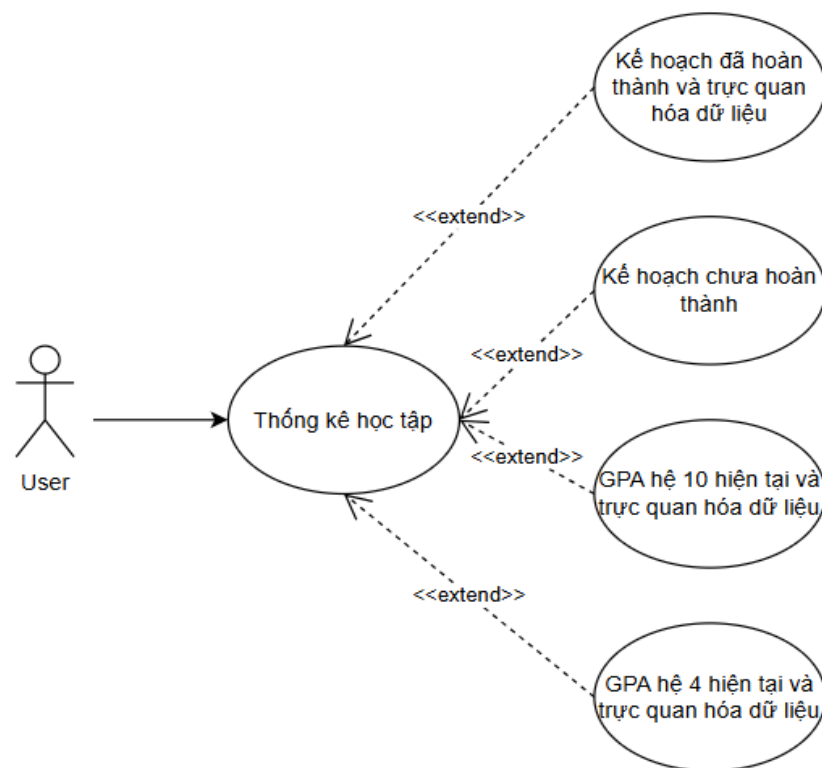 Kế hoạch đã hoàn
thành và trực quan
hóa dữ liệu
<<extend>>
Kế hoạch chưa hoàn
thành
<<extend>>
Thống kê học tập
User
<<extend>>
GPA hệ 10 hiện tại và
trực quan hóa dữ liệu
<<extend>>
GPA hệ 4 hiện tại và
trực quan hóa dữ liệu